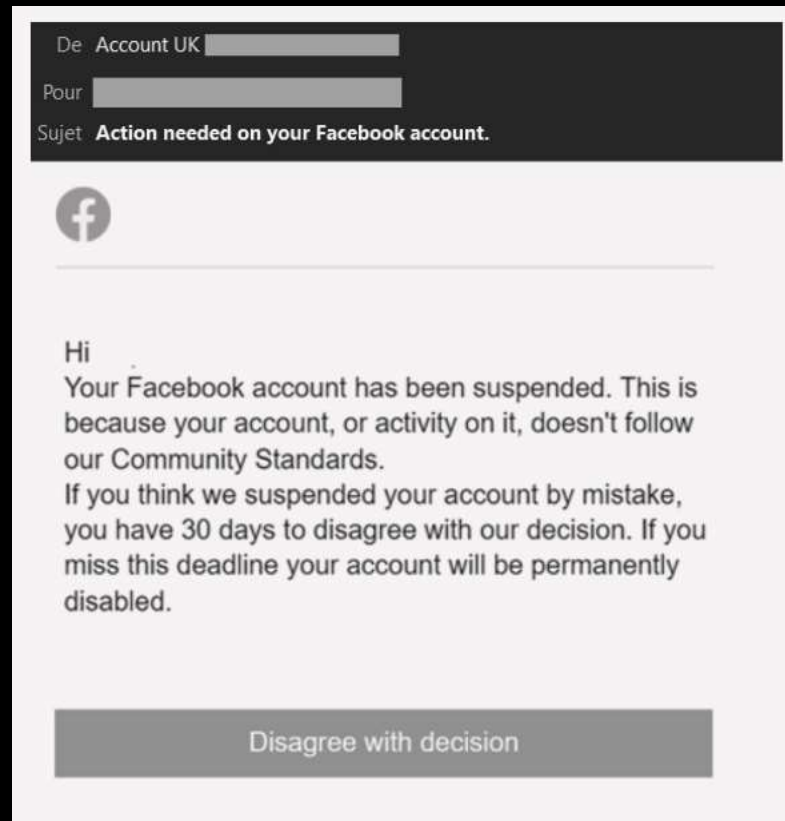 De Account UK
Pour
Sujet Action needed on your Facebook account.
f
Hi
Your Facebook account has been suspended. This is
because your account, or activity on it, doesn't follow
our Community Standards.
If you think we suspended your account by mistake,
you have 30 days to disagree with our decision. If you
miss this deadline your account will be permanently
disabled.
Disagree with decision